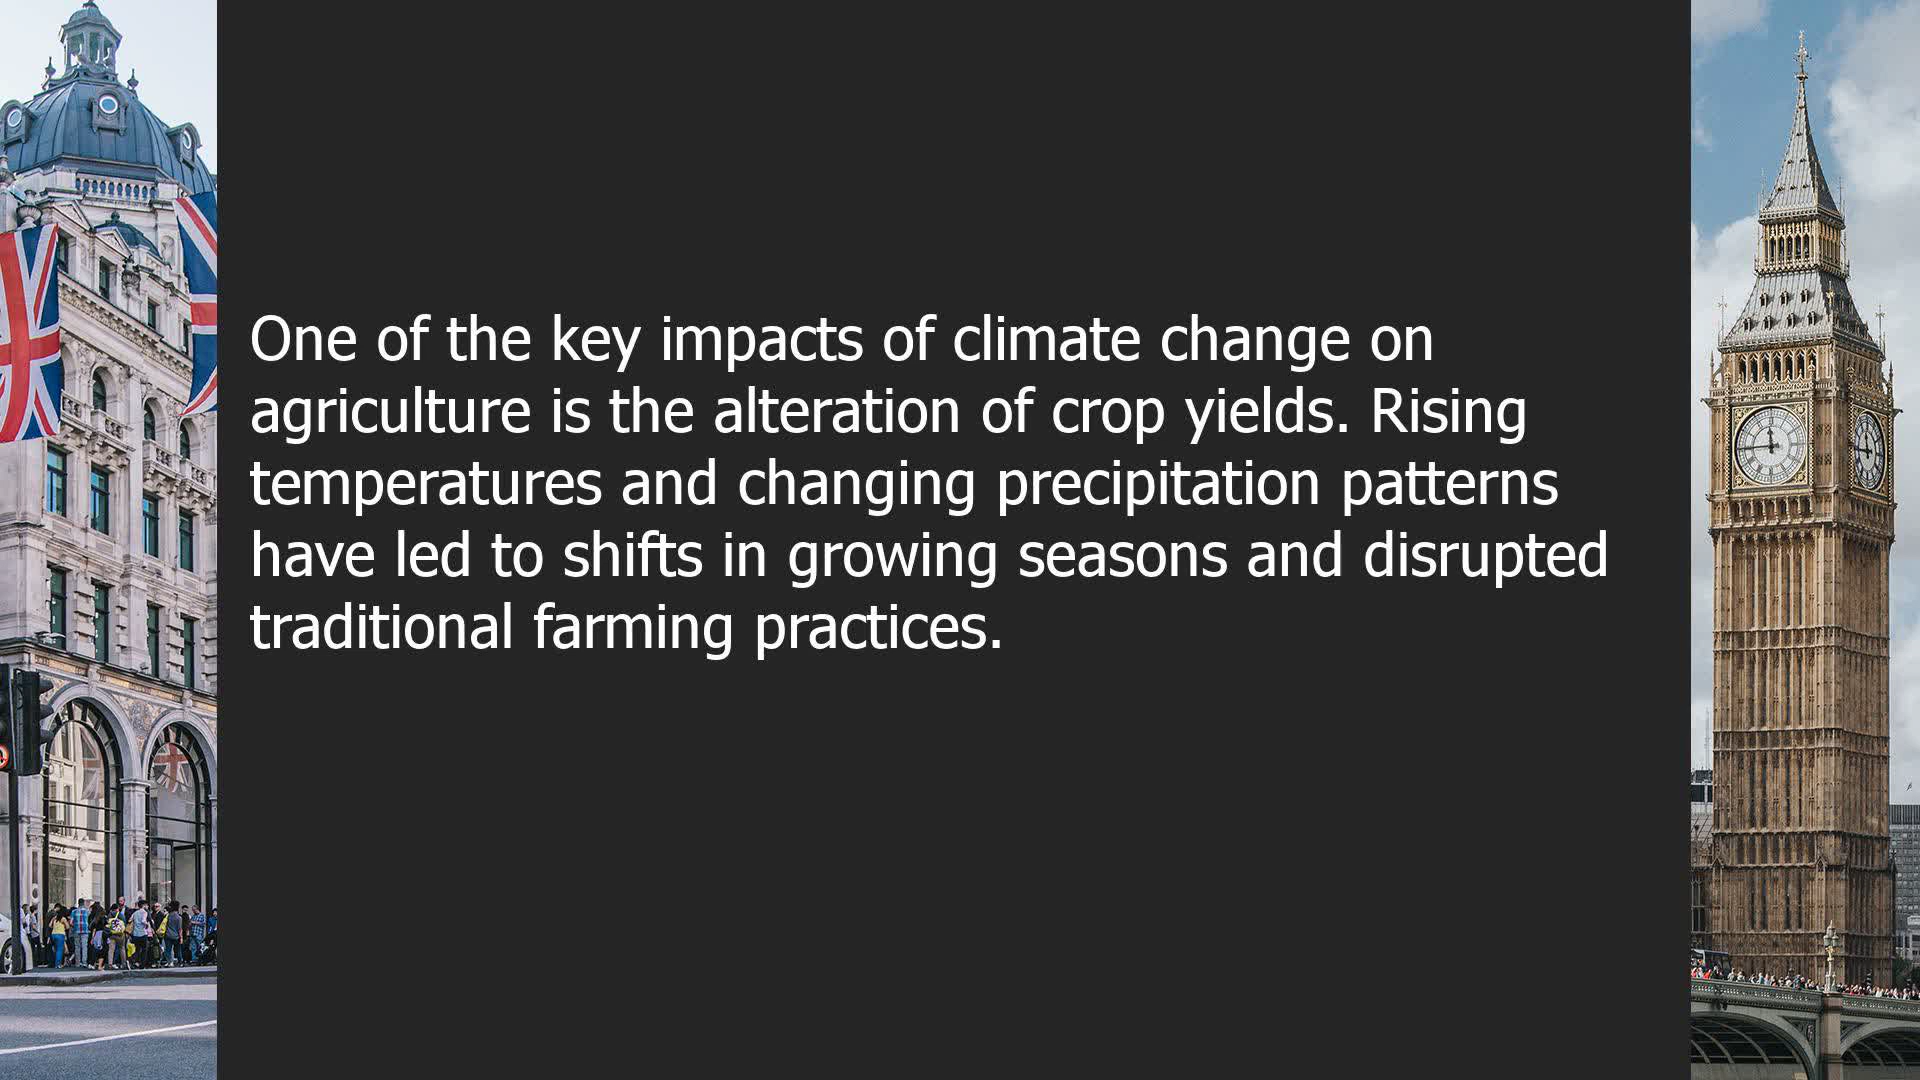 One of the key impacts of climate change on
agriculture is the alteration of crop yields. Rising
temperatures and changing precipitation patterns
have led to shifts in growing seasons and disrupted
traditional farming practices.